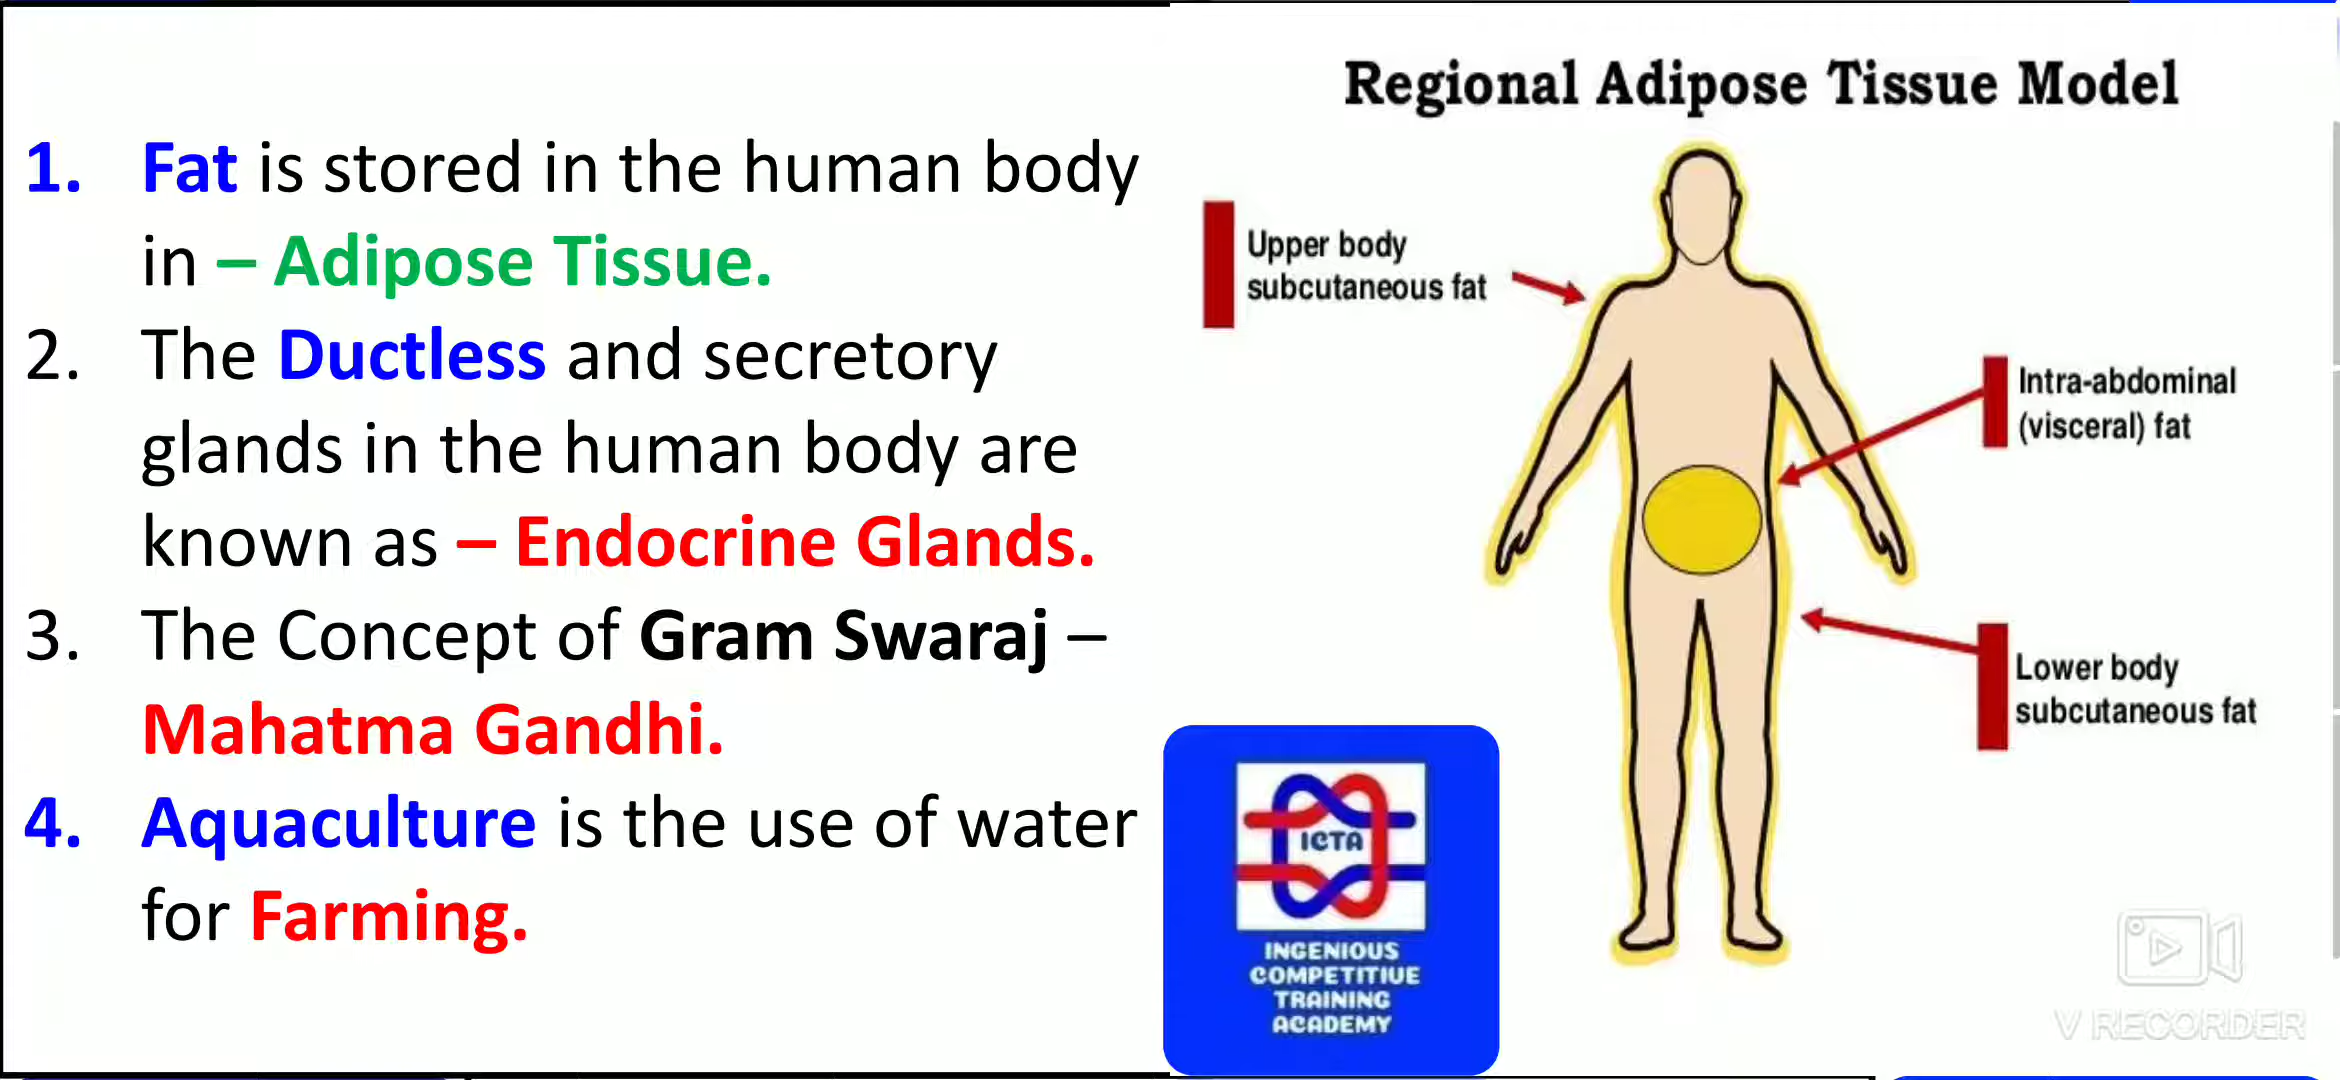 1. Fat is stored in the human body
in – Adipose Tissue.
2. The Ductless and secretory
glands in the human body are
known as – Endocrine Glands.
3. The Concept of Gram Swaraj –
Mahatma Gandhi.
4. Aquaculture is the use of water
for Farming.
Regional Adipose Tissue Model
Upper body
subcutaneous fat
Intra-abdominal
(visceral) fat
Lower body
subcutaneous fat
ICTA
INGENIOUS
COMPETITIVE
TRAINING
ACADEMY
V RECORDER